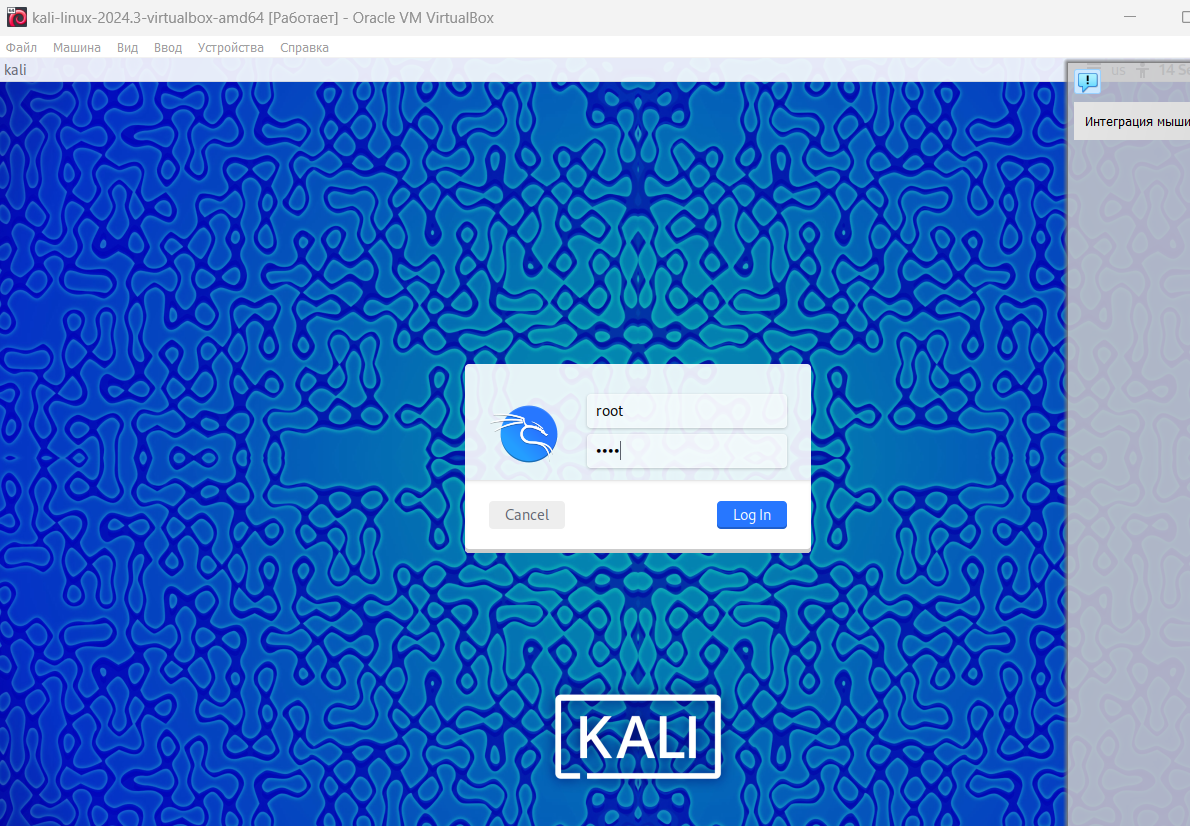 kali-linux-2024.3-virtualbox-amd64 [Работает] - Oracle VM VirtualBox
Файл Машина Вид Ввод Устройства Справка
kali us 14 S
Интеграция мыши
root
••••
Cancel Log In
KALI